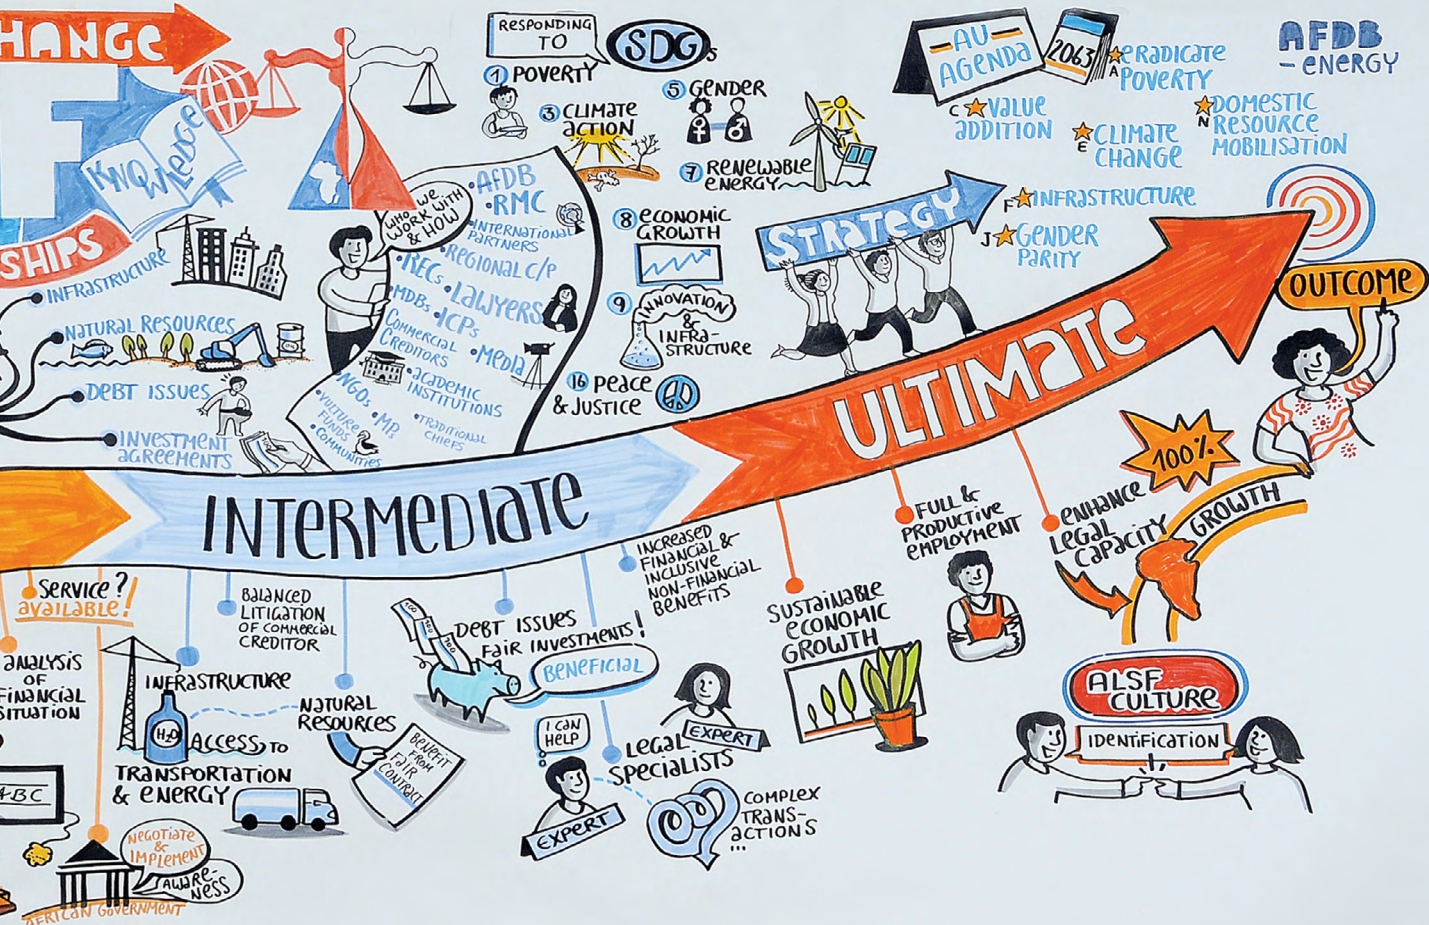 HANGE
KNOWLEDGE
SHIPS
INFRASTRUCTURE
NATURAL RESOURCES
DEBT ISSUES
INVESTMENT
AGREEMENTS
WHO WE
WORK WITH
& HOW
AFDB
RMC
INTERNATIONAL
PARTNERS
REGIONAL C/P
RECs
LAWYERS
MDBs
ICPs
COMMERCIAL
CREDITORS
MEDIA
ACADEMIC
INSTITUTIONS
NGOs
MPs
TRADITIONAL
CHIEFS
VULTURE
FUNDS
COMMUNITIES
RESPONDING
TO
SDGs
1 POVERTY
3 CLIMATE
ACTION
5 GENDER
7 RENEWABLE
ENERGY
8 ECONOMIC
GROWTH
9 INNOVATION
&
INFRA-
STRUCTURE
16 PEACE
& JUSTICE
AU
AGENDA
2063
A ERADICATE
POVERTY
C VALUE
ADDITION
E CLIMATE
CHANGE
N DOMESTIC
RESOURCE
MOBILISATION
F INFRASTRUCTURE
J GENDER
PARITY
AFDB
- ENERGY
STRATEGY
OUTCOME
INTERMEDIATE
ULTIMATE
SERVICE?
AVAILABLE!
ANALYSIS
OF
FINANCIAL
SITUATION
ABC
NEGOTIATE
&
IMPLEMENT
AWARE-
NESS
AFRICAN GOVERNMENT
INFRASTRUCTURE
H2O
ACCESS TO
TRANSPORTATION
& ENERGY
BALANCED
LITIGATION
OF COMMERCIAL
CREDITOR
NATURAL
RESOURCES
BENEFIT
FROM
FAIR
CONTRACT
100
100
100
DEBT ISSUES
FAIR INVESTMENTS!
BENEFICIAL
I CAN
HELP
EXPERT
LEGAL
SPECIALISTS
EXPERT
COMPLEX
TRANS-
ACTIONS
...
INCREASED
FINANCIAL &
INCLUSIVE
NON-FINANCIAL
BENEFITS
SUSTAINABLE
ECONOMIC
GROWTH
FULL &
PRODUCTIVE
EMPLOYMENT
ENHANCE
LEGAL
CAPACITY
100%
GROWTH
ALSF
CULTURE
IDENTIFICATION